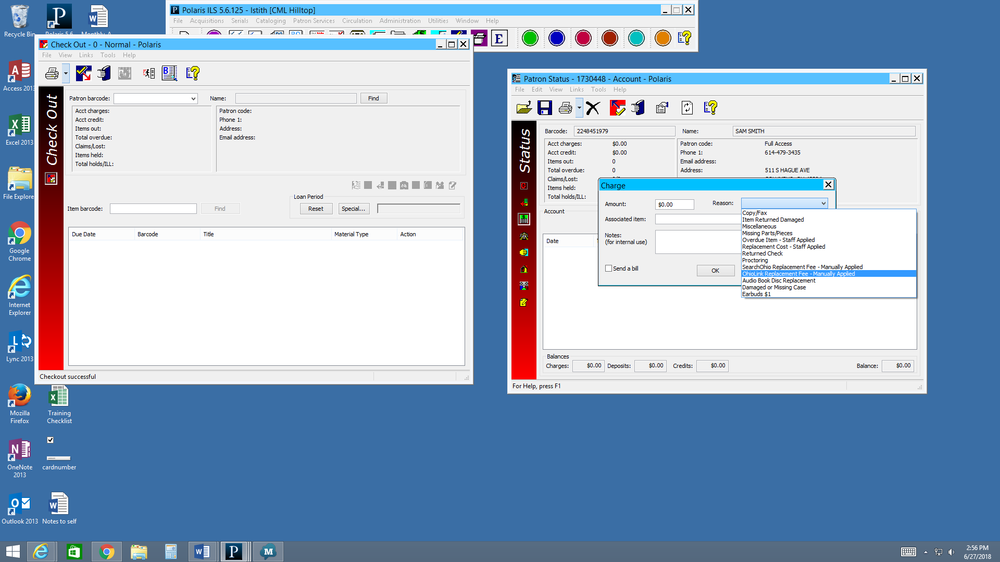 Recycle Bin
Polaris 5.6
Monthly A
Access 2013
Excel 2013
File Explorer
Google Chrome
Internet Explorer
Lync 2013
Mozilla Firefox
Training Checklist
OneNote 2013
cardnumber
Outlook 2013
Notes to self
Polaris ILS 5.6.125 - lstith [CML Hilltop]
File Acquisitions Serials Cataloging Patron Services Circulation Administration Utilities Window Help
E
Check Out - 0 - Normal - Polaris
File View Links Tools Help
Check Out
Patron barcode: Name: Find
Acct charges:
Acct credit:
Items out:
Total overdue:
Claims/Lost:
Items held:
Total holds/ILL:
Patron code:
Phone 1:
Address:
Email address:
Loan Period
Item barcode: Find Reset Special...
Due Date Barcode Title Material Type Action
Checkout successful
Patron Status - 1730448 - Account - Polaris
File Edit View Links Tools Help
Status
Barcode: 2248451979 Name: SAM SMITH
Acct charges: $0.00
Acct credit: $0.00
Items out: 0
Total overdue: 0
Claims/Lost:
Items held:
Total holds/ILL:
Patron code: Full Access
Phone 1: 614-479-3435
Email address:
Address: 511 S HAGUE AVE
Account
Date
Charge
Amount: $0.00 Reason:
Associated item:
Notes:
(for internal use)
Send a bill OK
Copy/Fax
Item Returned Damaged
Miscellaneous
Missing Parts/Pieces
Overdue Item - Staff Applied
Replacement Cost - Staff Applied
Returned Check
Proctoring
SearchOhio Replacement Fee - Manually Applied
OhioLink Replacement Fee - Manually Applied
Audio Book Disc Replacement
Damaged or Missing Case
Earbuds $1
Balances
Charges: $0.00 Deposits: $0.00 Credits: $0.00 Balance: $0.00
For Help, press F1
2:56 PM
6/27/2018